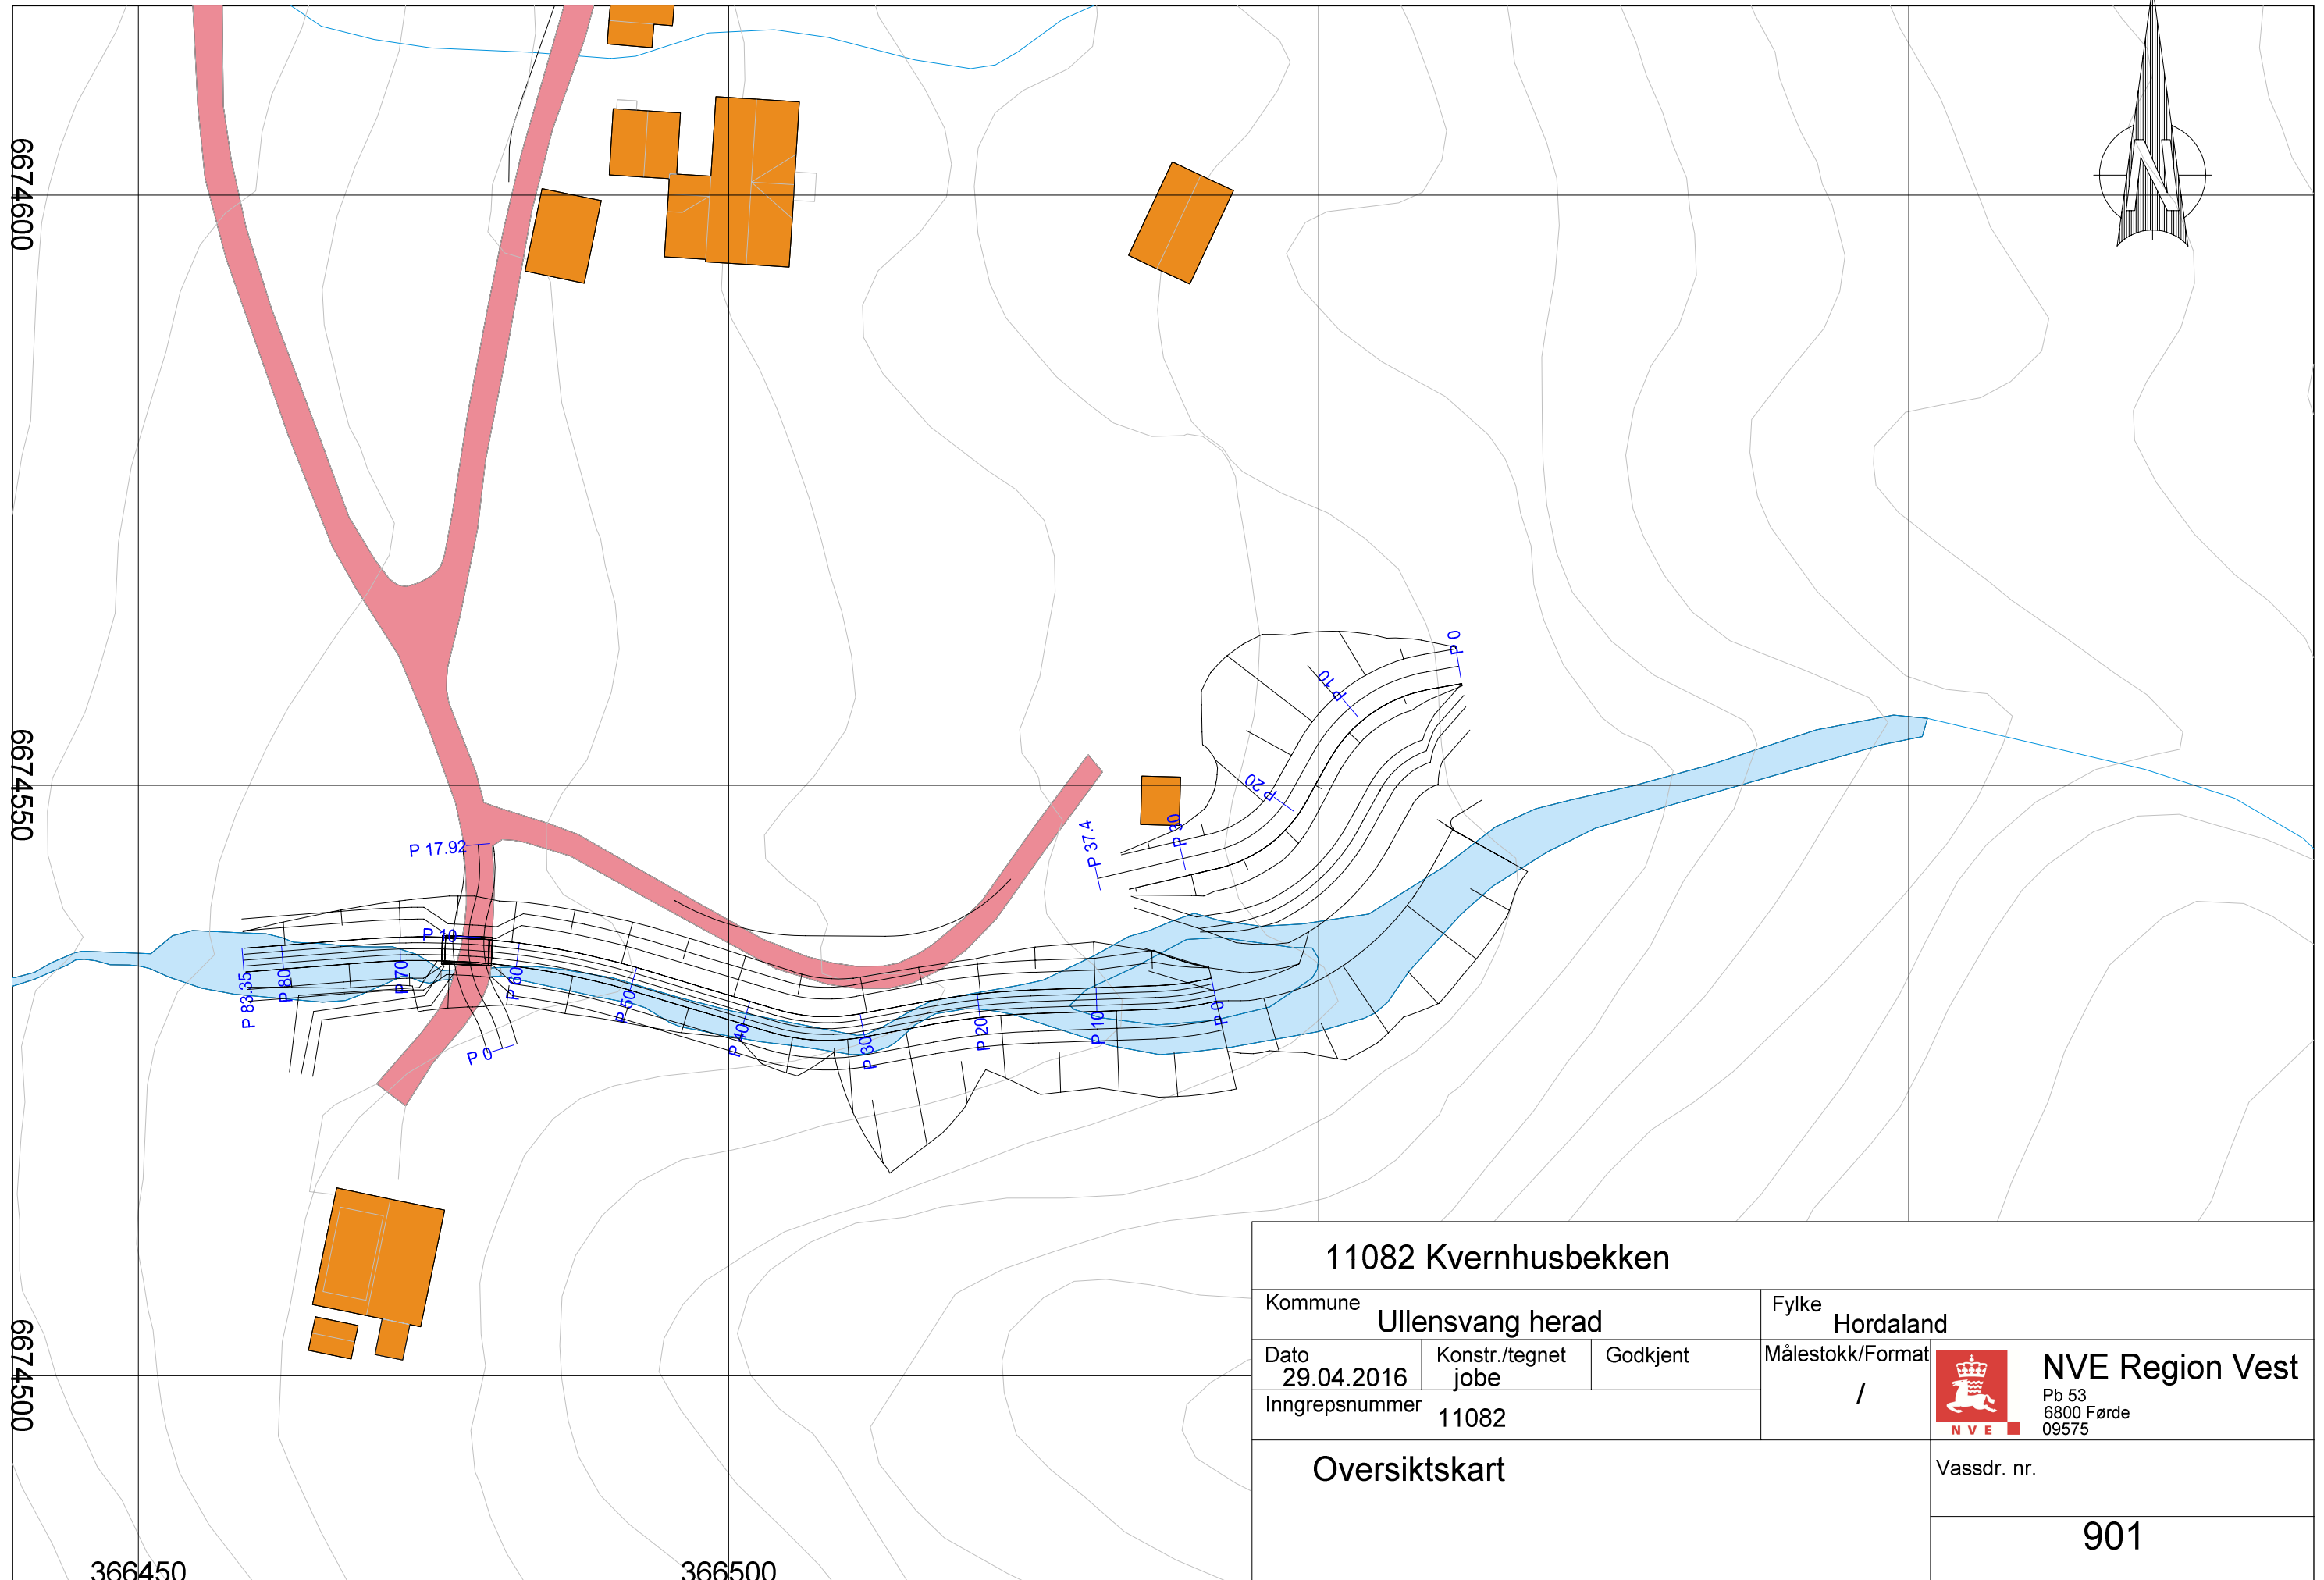 N
6674600
6674550
6674500
366450
366500
P 0
P 10
P 20
P 30
P 37.4
P 17.92
P 10
P 0
P 83.35
P 80
P 70
P 60
P 50
P 40
P 30
P 20
P 10
P 0
11082 Kvernhusbekken
Kommune
Ullensvang herad
Fylke
Hordaland
Dato
29.04.2016
Konstr./tegnet
jobe
Godkjent
Målestokk/Format
/
Inngrepsnummer
11082
NVE
NVE Region Vest
Pb 53
6800 Førde
09575
Oversiktskart
Vassdr. nr.
901